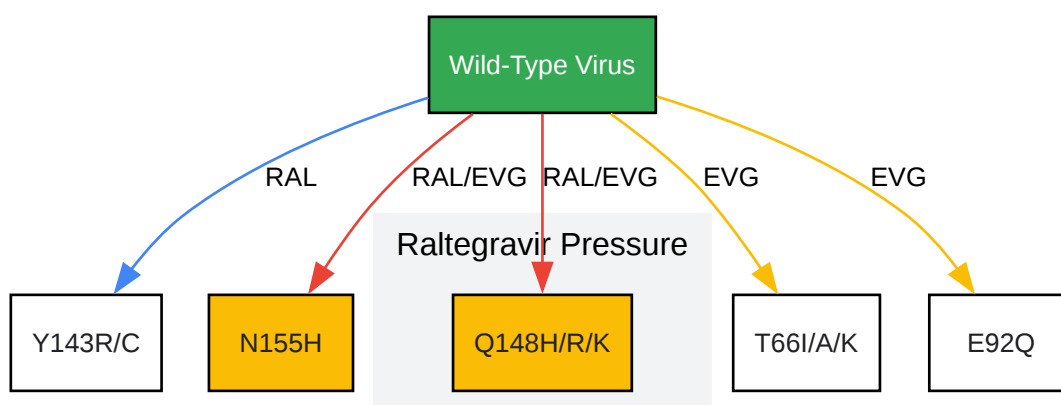 Wild-Type Virus
RAL
RAL/EVG
RAL/EVG
EVG
EVG
Raltegravir Pressure
Y143R/C
N155H
Q148H/R/K
T66I/A/K
E92Q